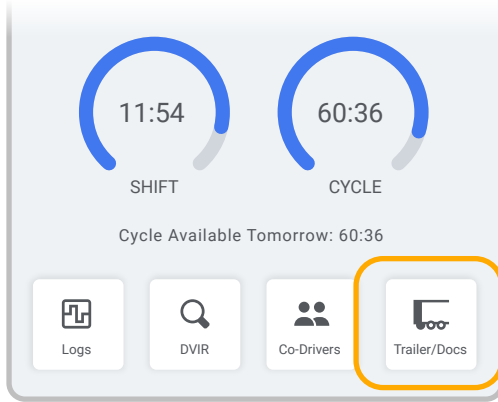 11:54
60:36
SHIFT
CYCLE
Cycle Available Tomorrow: 60:36
Logs
DVIR
Co-Drivers
Trailer/Docs